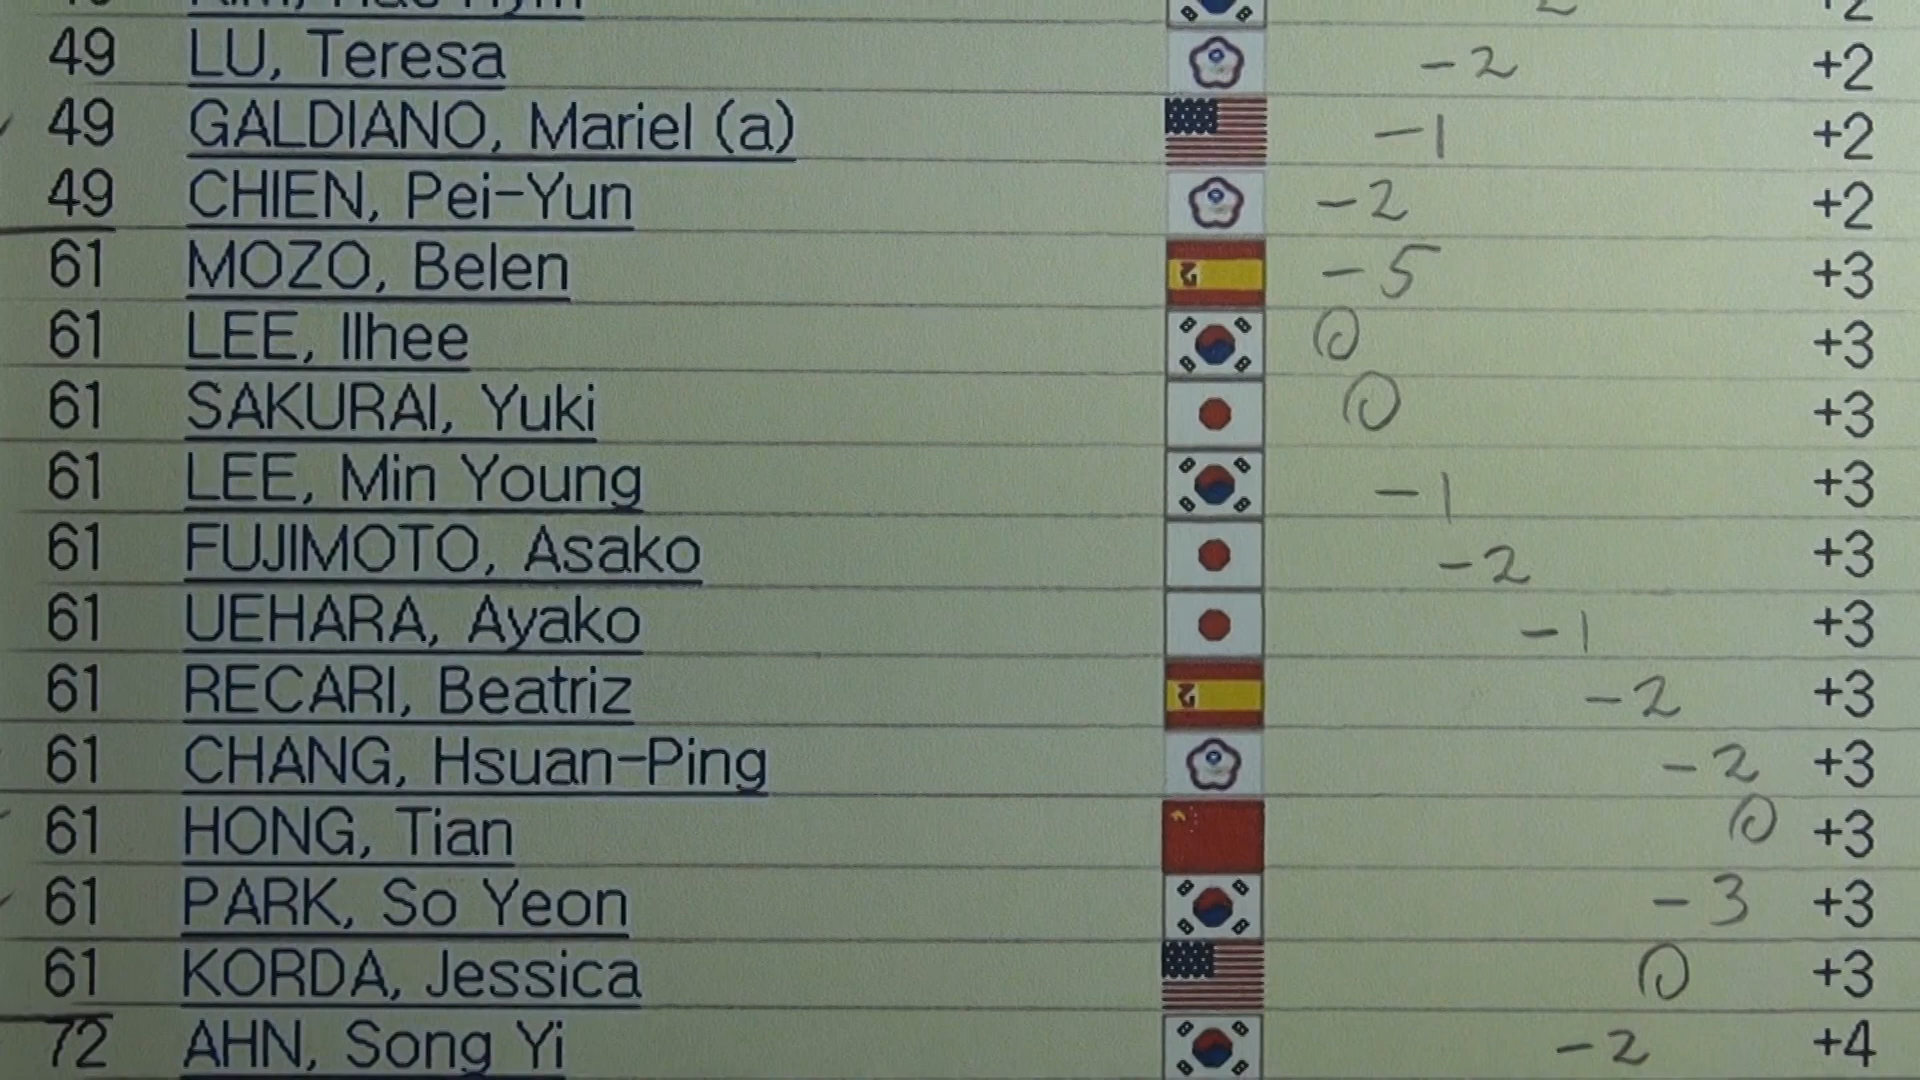 49 LU, Teresa -2 +2
49 GALDIANO, Mariel (a) -1 +2
49 CHIEN, Pei-Yun -2 +2
61 MOZO, Belen -5 +3
61 LEE, Ilhee 0 +3
61 SAKURAI, Yuki 0 +3
61 LEE, Min Young -1 +3
61 FUJIMOTO, Asako -2 +3
61 UEHARA, Ayako -1 +3
61 RECARI, Beatriz -2 +3
61 CHANG, Hsuan-Ping -2 +3
61 HONG, Tian 0 +3
61 PARK, So Yeon -3 +3
61 KORDA, Jessica 0 +3
72 AHN, Song Yi -2 +4